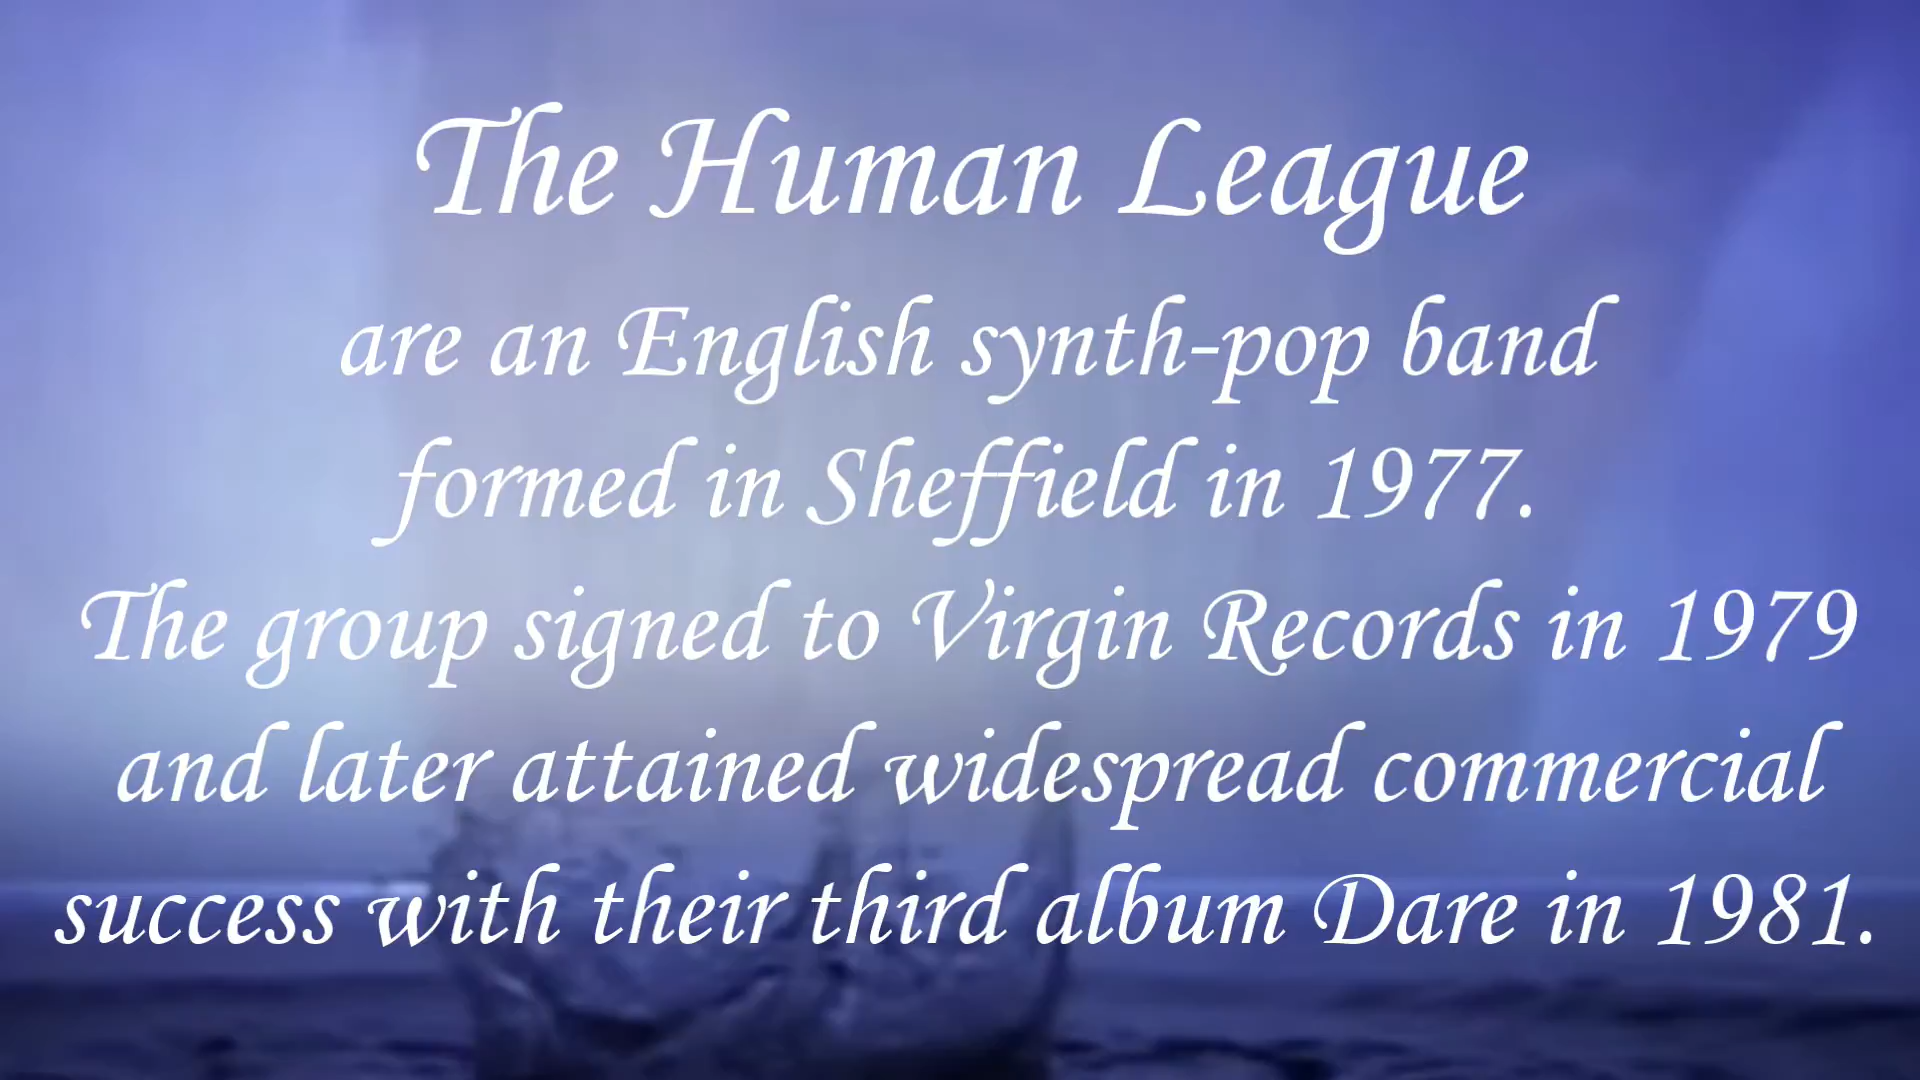 The Human League
are an English synth-pop band
formed in Sheffield in 1977.
The group signed to Virgin Records in 1979
and later attained widespread commercial
success with their third album Dare in 1981.